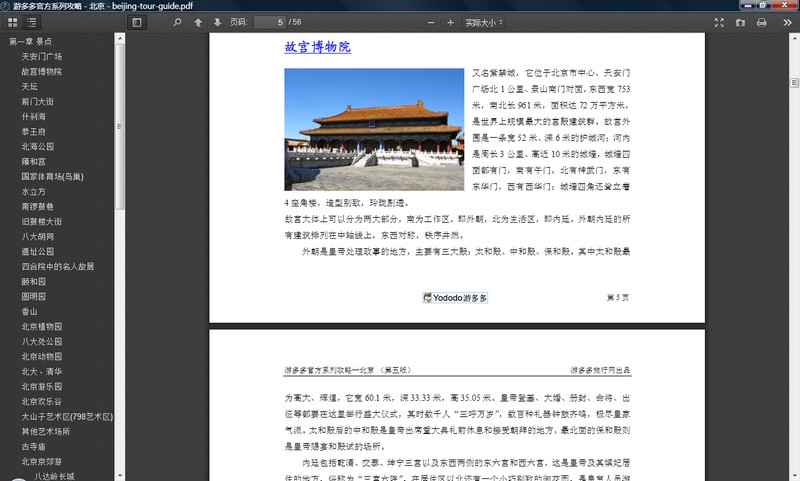 游多多官方系列攻略 - 北京 - beijing-tour-guide.pdf
页码: 5 / 56
实际大小
第一章 景点
天安门广场
故宫博物院
天坛
前门大街
什刹海
恭王府
北海公园
雍和宫
国家体育场(鸟巢)
水立方
南锣鼓巷
旧鼓楼大街
八大胡同
遗址公园
四合院中的名人故居
颐和园
圆明园
香山
北京植物园
八大处公园
北京动物园
北大、清华
北京游乐园
北京欢乐谷
大山子艺术区(798艺术区)
其他艺术场所
古寺庙
北京京郊游
八达岭长城
故宫博物院
又名紫禁城，它位于北京市中心、天安门
广场北 1 公里、景山南门对面，东西宽 753
米，南北长 961 米，面积达 72 万平方米，
是世界上规模最大的宫殿建筑群。故宫外
围是一条宽 52 米、深 6 米的护城河；河内
是周长 3 公里、高近 10 米的城墙，城墙四
面都有门，南有午门，北有神武门，东有
东华门，西有西华门；城墙四角还耸立着
4 座角楼，造型别致，玲珑剔透。
故宫大体上可以分为两大部分，南为工作区，即外朝，北为生活区，即内廷。外朝内廷的所
有建筑排列在中轴线上，东西对称，秩序井然。
外朝是皇帝处理政事的地方，主要有三大殿：太和殿、中和殿、保和殿。其中太和殿最
Yododo游多多
第 5 页
游多多官方系列攻略—北京 （第五版）
游多多旅行网出品
为高大、辉煌，它宽 60.1 米，深 33.33 米，高 35.05 米。皇帝登基、大婚、册封、命将、出
征等都要在这里举行盛大仪式，其时数千人“三呼万岁”，数百种礼器钟鼓齐鸣，极尽皇家
气派。太和殿后的中和殿是皇帝出席重大典礼前休息和接受朝拜的地方，最北面的保和殿则
是皇帝赐宴和殿试的场所。
内廷包括乾清、交泰、坤宁三宫以及东西两侧的东六宫和西六宫，这是皇帝及其嫔妃居
住的地方，俗称为“三宫六院”。在居住区以北还有一个小巧别致的御花园，是皇室人员游